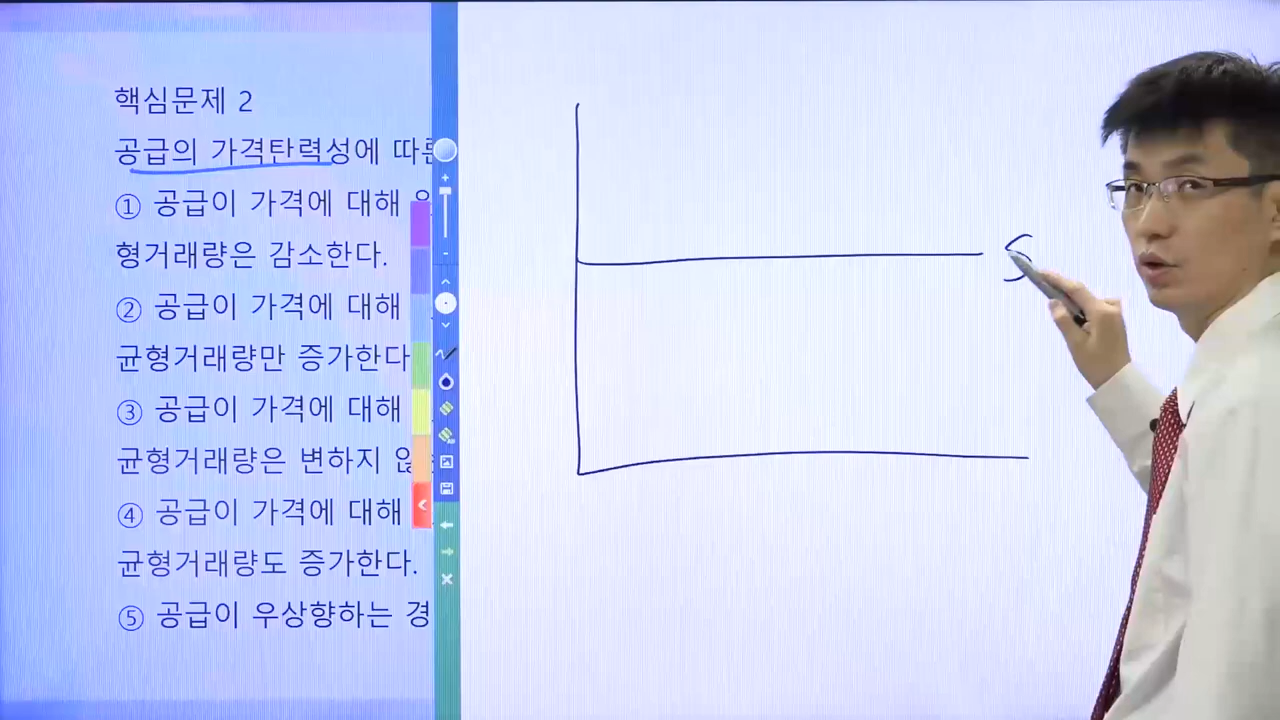 핵심문제 2
공급의 가격탄력성에
① 공급이 가격에 대해
형거래량은 감소한다.
② 공급이 가격에 대해
균형거래량만 증가한다
③ 공급이 가격에 대해
균형거래량은 변하지
④ 공급이 가격에 대해
균형거래량도 증가한다.
⑤ 공급이 우상향하는
S